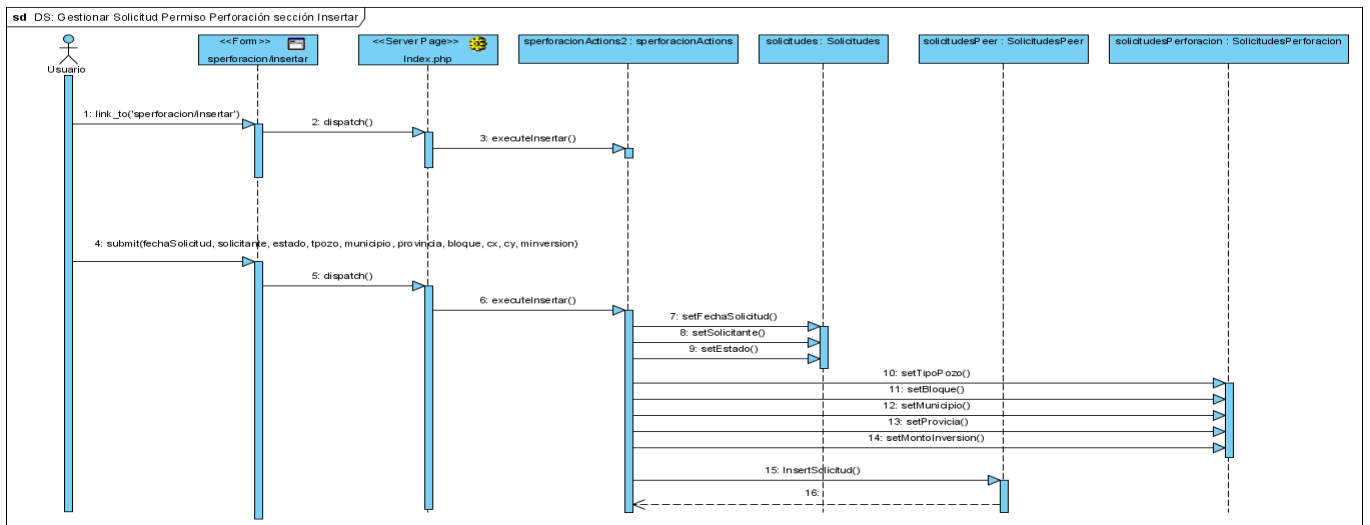 sd DS: Gestionar Solicitud Permiso Perforación sección Insertar
Usuario
<<Form>>
sperforacion/insertar
<<Server Page>>
Index.php
sperforacionActions2 : sperforacionActions
solicitudes : Solicitudes
solicitudesPeer : SolicitudesPeer
solicitudesPerforacion : SolicitudesPerforacion
1: link_to('sperforacion/insertar')
2: dispatch()
3: executeInsertar()
4: submit(fechaSolicitud, solicitante, estado, tpozo, municipio, provincia, bloque, cx, cy, minversion)
5: dispatch()
6: executeInsertar()
7: setFechaSolicitud()
8: setSolicitante()
9: setEstado()
10: setTipoPozo()
11: setBloque()
12: setMunicipio()
13: setProvicia()
14: setMontoInversion()
15: InsertSolicitud()
16: